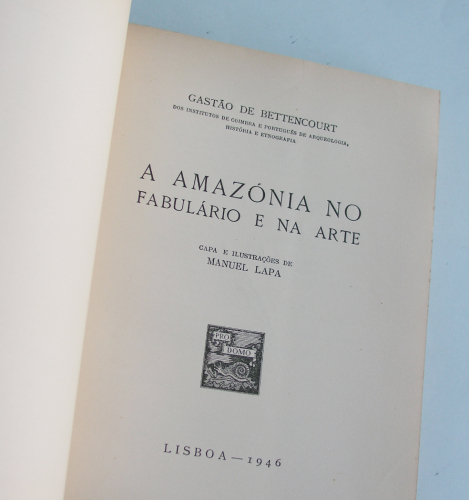 GASTÃO DE BETTENCOURT
DOS INSTITUTOS DE COIMBRA E PORTUGUÊS DE ARQUEOLOGIA,
HISTÓRIA E ETNOGRAFIA
A AMAZÓNIA NO
FABULÁRIO E NA ARTE
CAPA E ILUSTRAÇÕES DE
MANUEL LAPA
PRO
DOMO
LISBOA — 1946